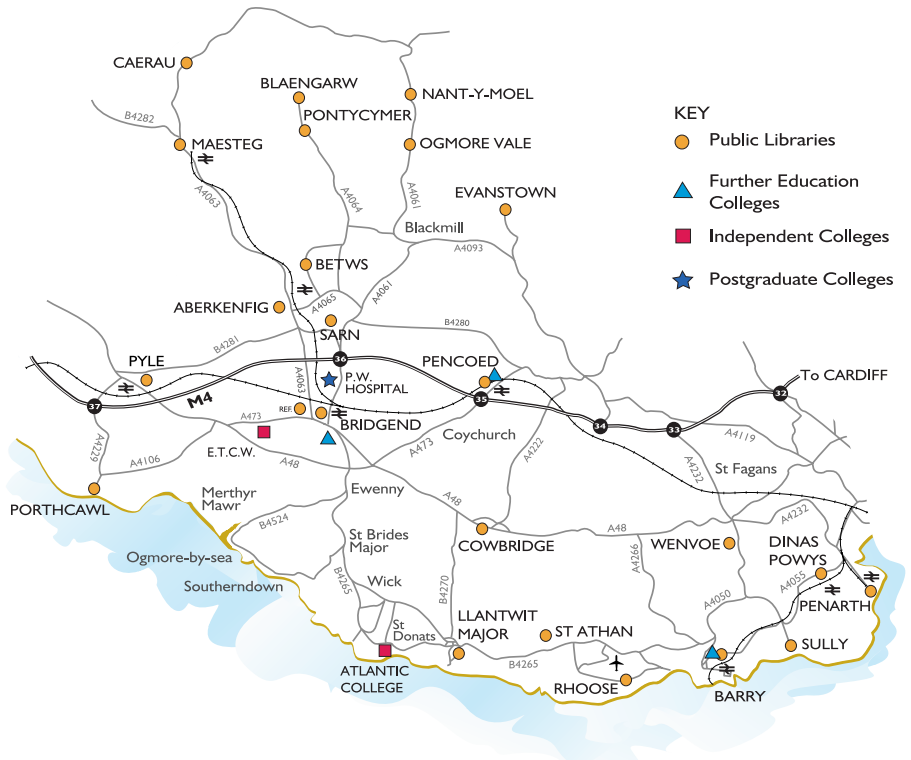 CAERAU
BLAENGARW
NANT-Y-MOEL
B4282
PONTYCYMER
MAESTEG
OGMORE VALE
KEY
Public Libraries
Further Education
Colleges
Independent Colleges
Postgraduate Colleges
A4063
A4064
A4061
EVANSTOWN
Blackmill
A4093
BETWS
A4061
A4065
ABERKENFIG
SARN
B4280
B4281
PYLE
36
P.W.
HOSPITAL
PENCOED
To CARDIFF
32
A4063
M4
37
35
34
33
REF.
BRIDGEND
A473
E.T.C.W.
A48
A473
Coychurch
A4222
A4119
A4229
A4106
St Fagans
A4232
PORTHCAWL
Merthyr
Mawr
Ewenny
A48
B4524
St Brides
Major
COWBRIDGE
A48
A4232
WENVOE
DINAS
POWYS
Ogmore-by-sea
Southerndown
B4265
Wick
B4270
A4266
A4050
A4055
PENARTH
St
Donats
LLANTWIT
MAJOR
ST ATHAN
SULLY
B4265
ATLANTIC
COLLEGE
RHOOSE
BARRY